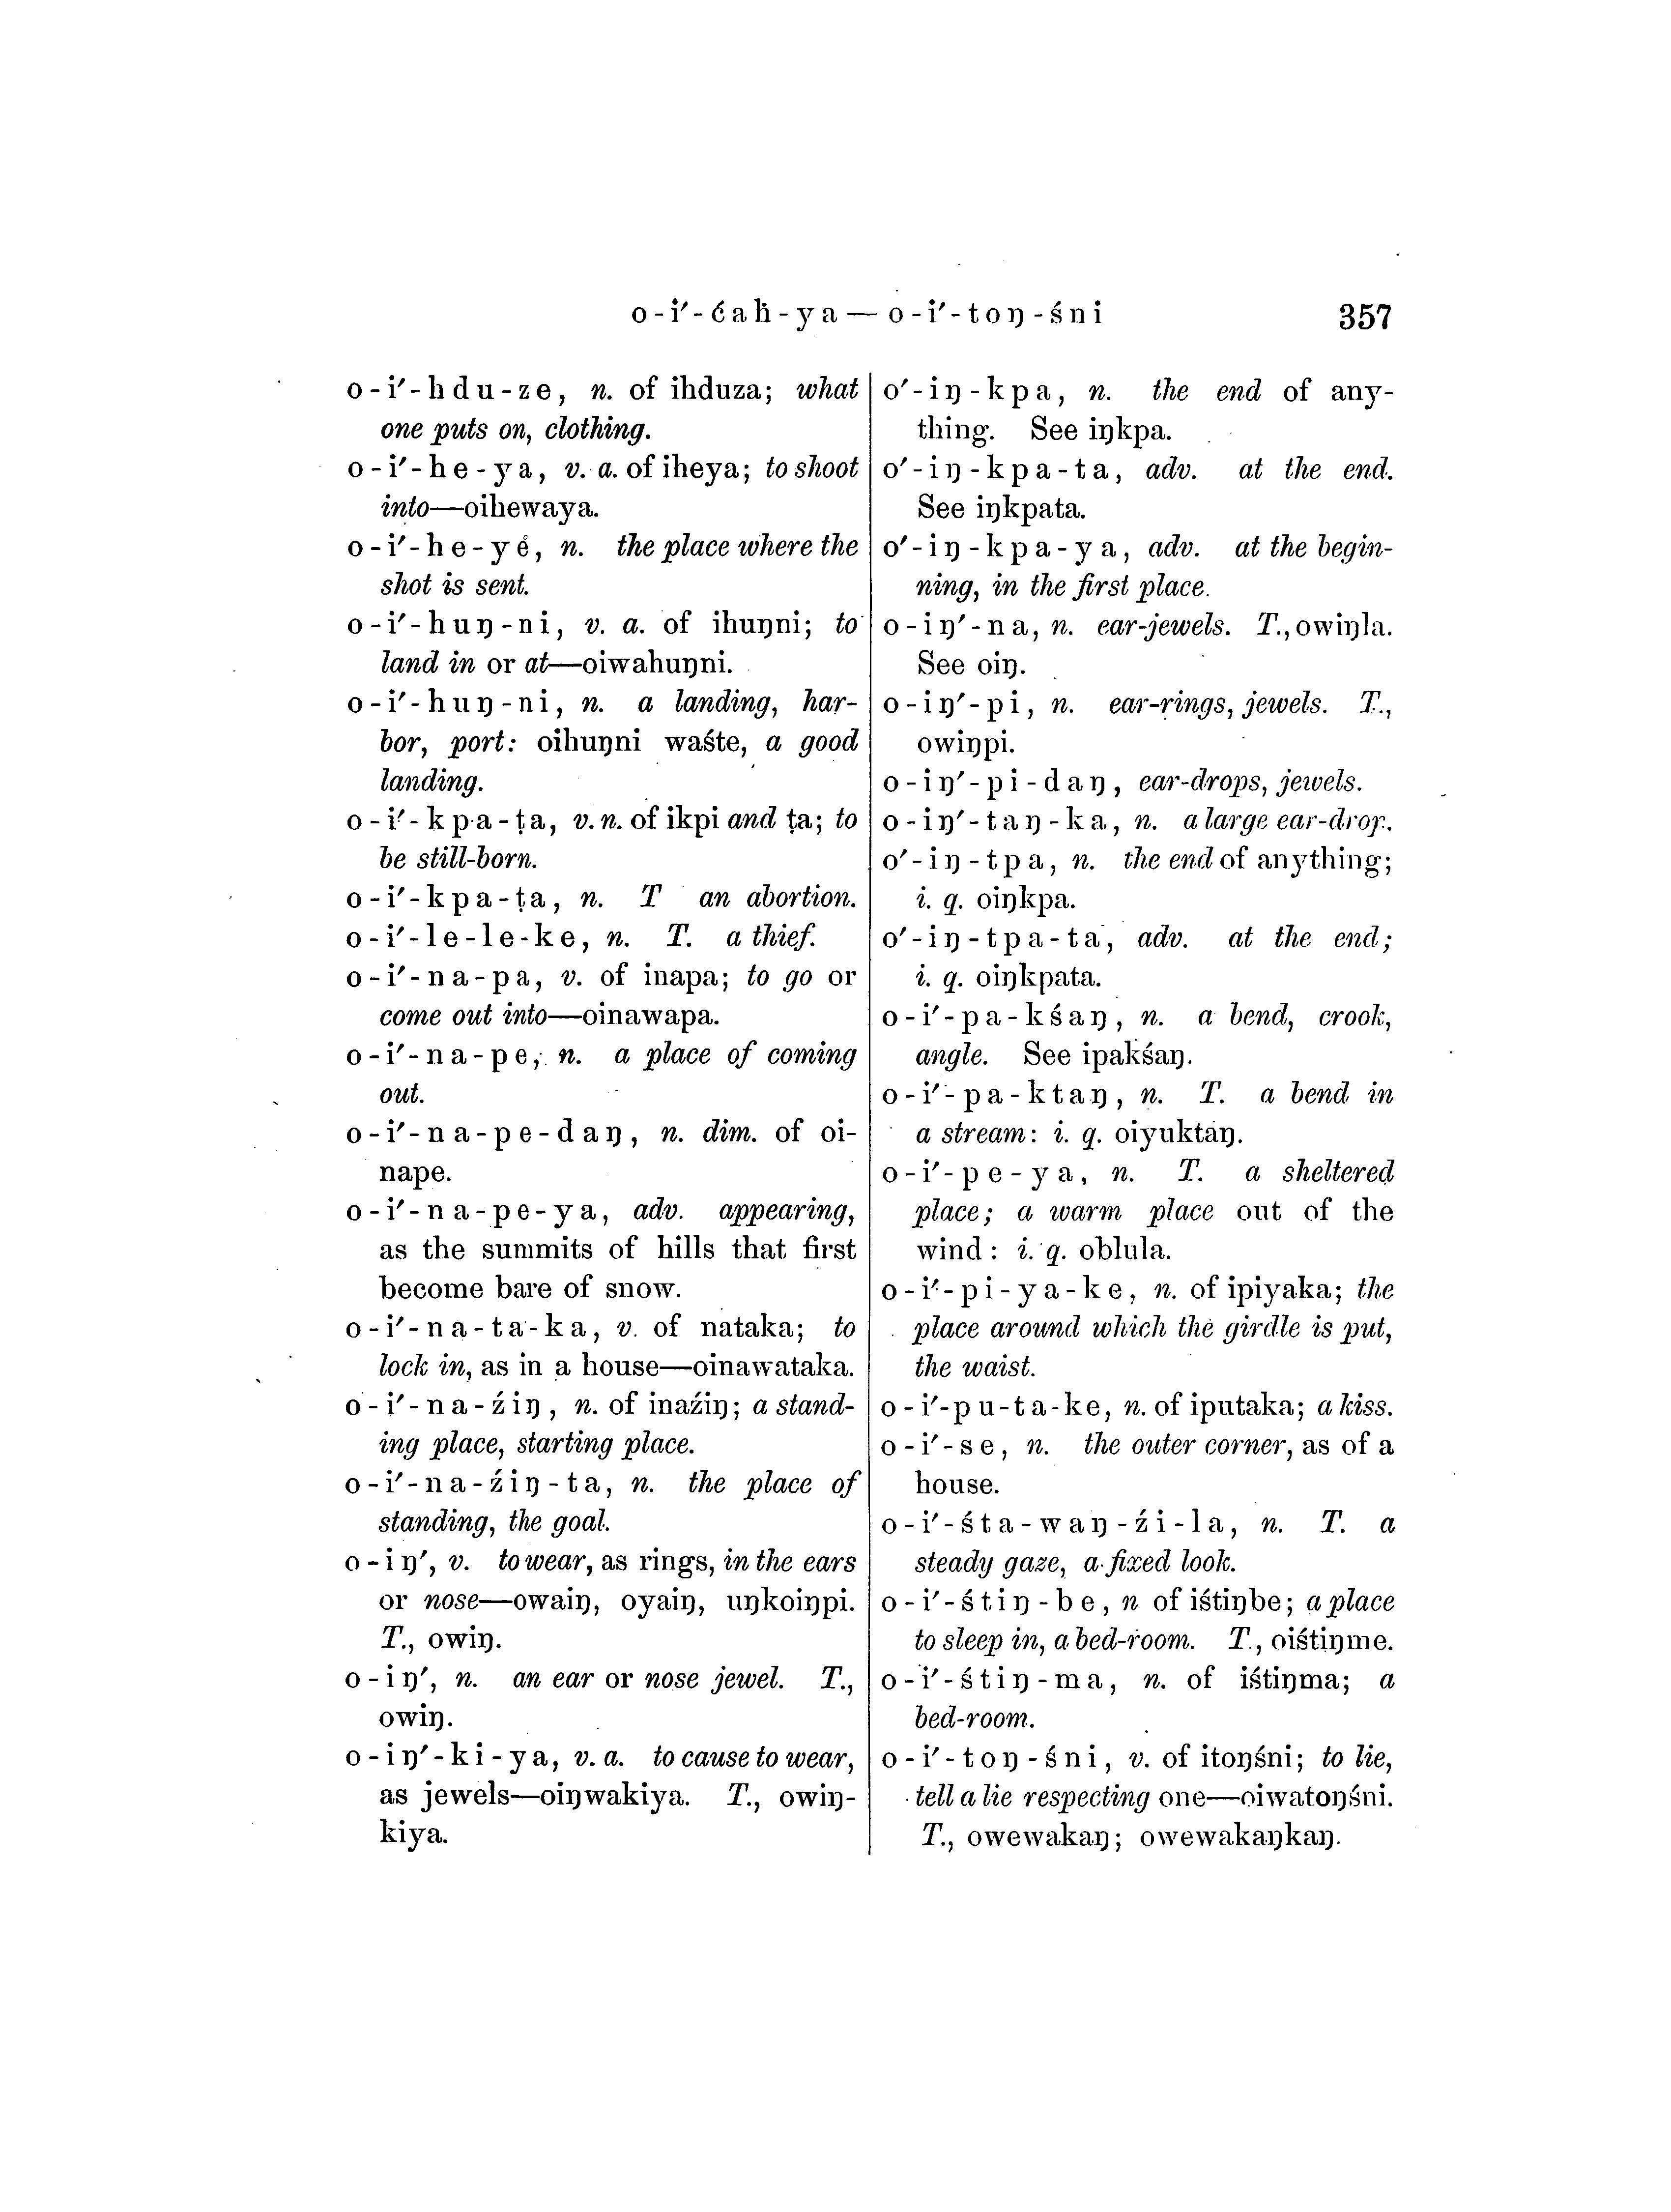 o-i′-ćaḣ-ya—o-i′-toŋ-śni 357
o-i′-hdu-ze, n. of ihduza; what
one puts on, clothing.
o-i′-he-ya, v. a. of iheya; to shoot
into—oihewaya.
o-i′-he-yé, n. the place where the
shot is sent.
o-i′-huŋ-ni, v. a. of ihuŋni; to
land in or at—oiwahuŋni.
o-i′-huŋ-ni, n. a landing, har-
bor, port: oihuŋni waśte, a good
landing.
o-i′-kpa-ṭa, v. n. of ikpi and ṭa; to
be still-born.
o-i′-kpa-ṭa, n. T an abortion.
o-i′-le-le-ke, n. T. a thief.
o-i′-na-pa, v. of inapa; to go or
come out into—oinawapa.
o-i′-na-pe, n. a place of coming
out.
o-i′-na-pe-daŋ, n. dim. of oi-
nape.
o-i′-na-pe-ya, adv. appearing,
as the summits of hills that first
become bare of snow.
o-i′-na-ta-ka, v. of nataka; to
lock in, as in a house—oinawataka.
o-i′-na-źiŋ, n. of inaźiŋ; a stand-
ing place, starting place.
o-i′-na-źiŋ-ta, n. the place of
standing, the goal.
o-iŋ′, v. to wear, as rings, in the ears
or nose—owaiŋ, oyaiŋ, uŋkoiŋpi.
T., owiŋ.
o-iŋ′, n. an ear or nose jewel. T.,
owiŋ.
o-iŋ′-ki-ya, v. a. to cause to wear,
as jewels—oiŋwakiya. T., owiŋ-
kiya.
o′-iŋ-kpa, n. the end of any-
thing. See iŋkpa.
o′-iŋ-kpa-ta, adv. at the end.
See iŋkpata.
o′-iŋ-kpa-ya, adv. at the begin-
ning, in the first place.
o-iŋ′-na, n. ear-jewels. T., owiŋla.
See oiŋ.
o-iŋ′-pi, n. ear-rings, jewels. T.,
owiŋpi.
o-iŋ′-pi-daŋ, ear-drops, jewels.
o-iŋ′-taŋ-ka, n. a large ear-drop.
o′-iŋ-tpa, n. the end of anything;
i. q. oiŋkpa.
o′-iŋ-tpa-ta, adv. at the end;
i. q. oiŋkpata.
o-i′-pa-kśaŋ, n. a bend, crook,
angle. See ipakśaŋ.
o-i′-pa-ktaŋ, n. T. a bend in
a stream: i. q. oiyuktaŋ.
o-i′-pe-ya, n. T. a sheltered
place; a warm place out of the
wind: i. q. oblula.
o-i′-pi-ya-ke, n. of ipiyaka; the
place around which the girdle is put,
the waist.
o-i′-pu-ta-ke, n. of iputaka; a kiss.
o-i′-se, n. the outer corner, as of a
house.
o-i′-śta-waŋ-źi-la, n. T. a
steady gaze, a fixed look.
o-i′-śtiŋ-be, n of iśtiŋbe; a place
to sleep in, a bed-room. T., oiśtiŋme.
o-i′-śtiŋ-ma, n. of iśtiŋma; a
bed-room.
o-i′-toŋ-śni, v. of itoŋśni; to lie,
tell a lie respecting one—oiwatoŋśni.
T., owewakaŋ; owewakaŋkaŋ.